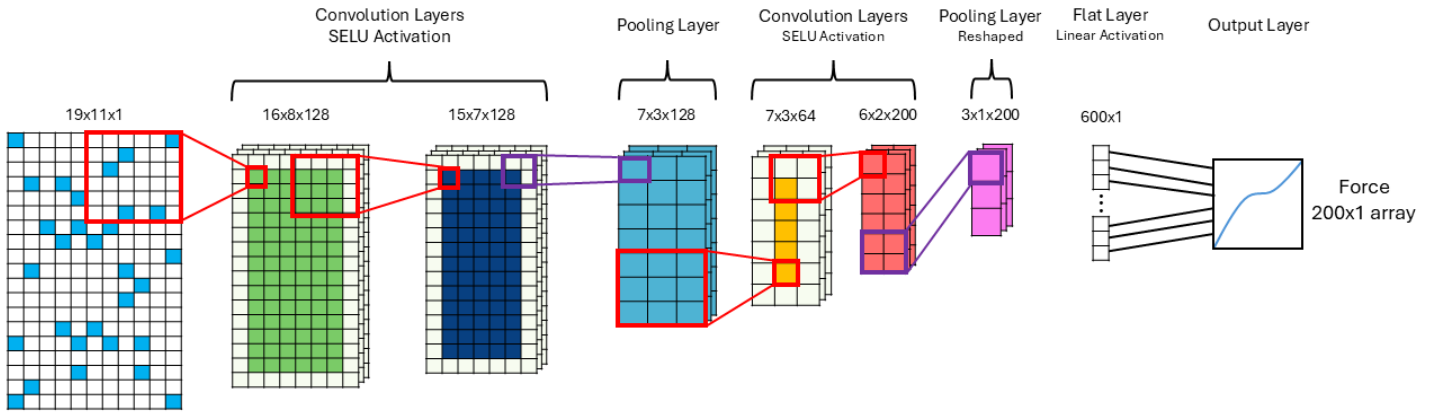 Convolution Layers
SELU Activation
Pooling Layer
Convolution Layers
SELU Activation
Pooling Layer
Reshaped
Flat Layer
Linear Activation
Output Layer
19x11x1
16x8x128
15x7x128
7x3x128
7x3x64
6x2x200
3x1x200
600x1
Force
200x1 array